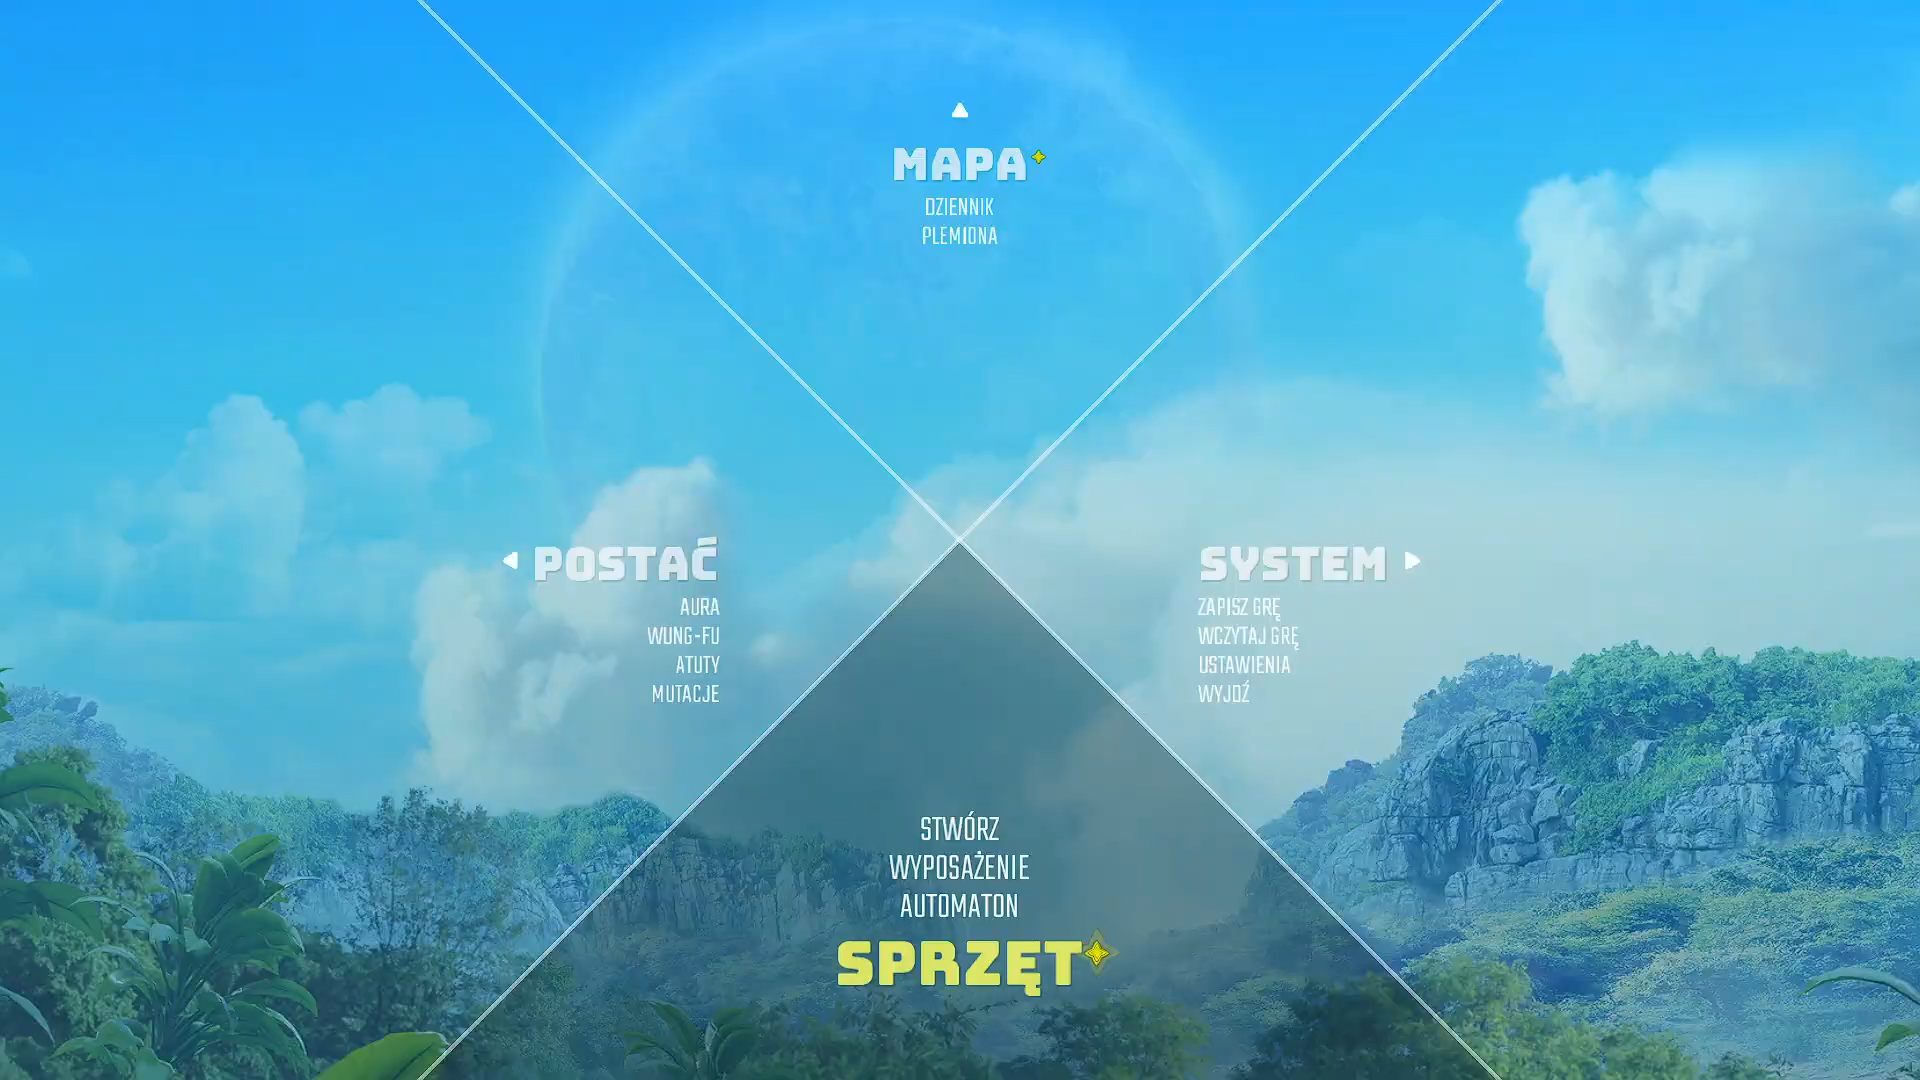 MAPA
DZIENNIK
PLEMIONA
POSTAĆ
AURA
WUNG-FU
ATUTY
MUTACJE
SYSTEM
ZAPISZ GRĘ
WCZYTAJ GRĘ
USTAWIENIA
WYJDŹ
STWÓRZ
WYPOSAŻENIE
AUTOMATON
SPRZĘT